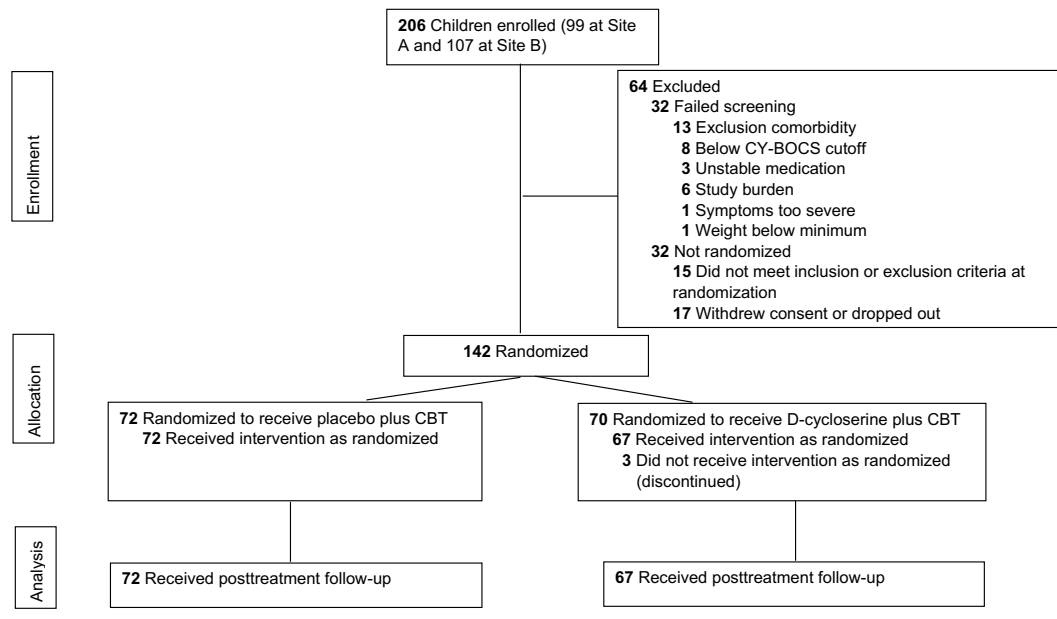 206 Children enrolled (99 at Site
A and 107 at Site B)
Enrollment
64 Excluded
32 Failed screening
13 Exclusion comorbidity
8 Below CY-BOCS cutoff
3 Unstable medication
6 Study burden
1 Symptoms too severe
1 Weight below minimum
32 Not randomized
15 Did not meet inclusion or exclusion criteria at
randomization
17 Withdrew consent or dropped out
142 Randomized
Allocation
72 Randomized to receive placebo plus CBT
72 Received intervention as randomized
70 Randomized to receive D-cycloserine plus CBT
67 Received intervention as randomized
3 Did not receive intervention as randomized
(discontinued)
Analysis
72 Received posttreatment follow-up
67 Received posttreatment follow-up